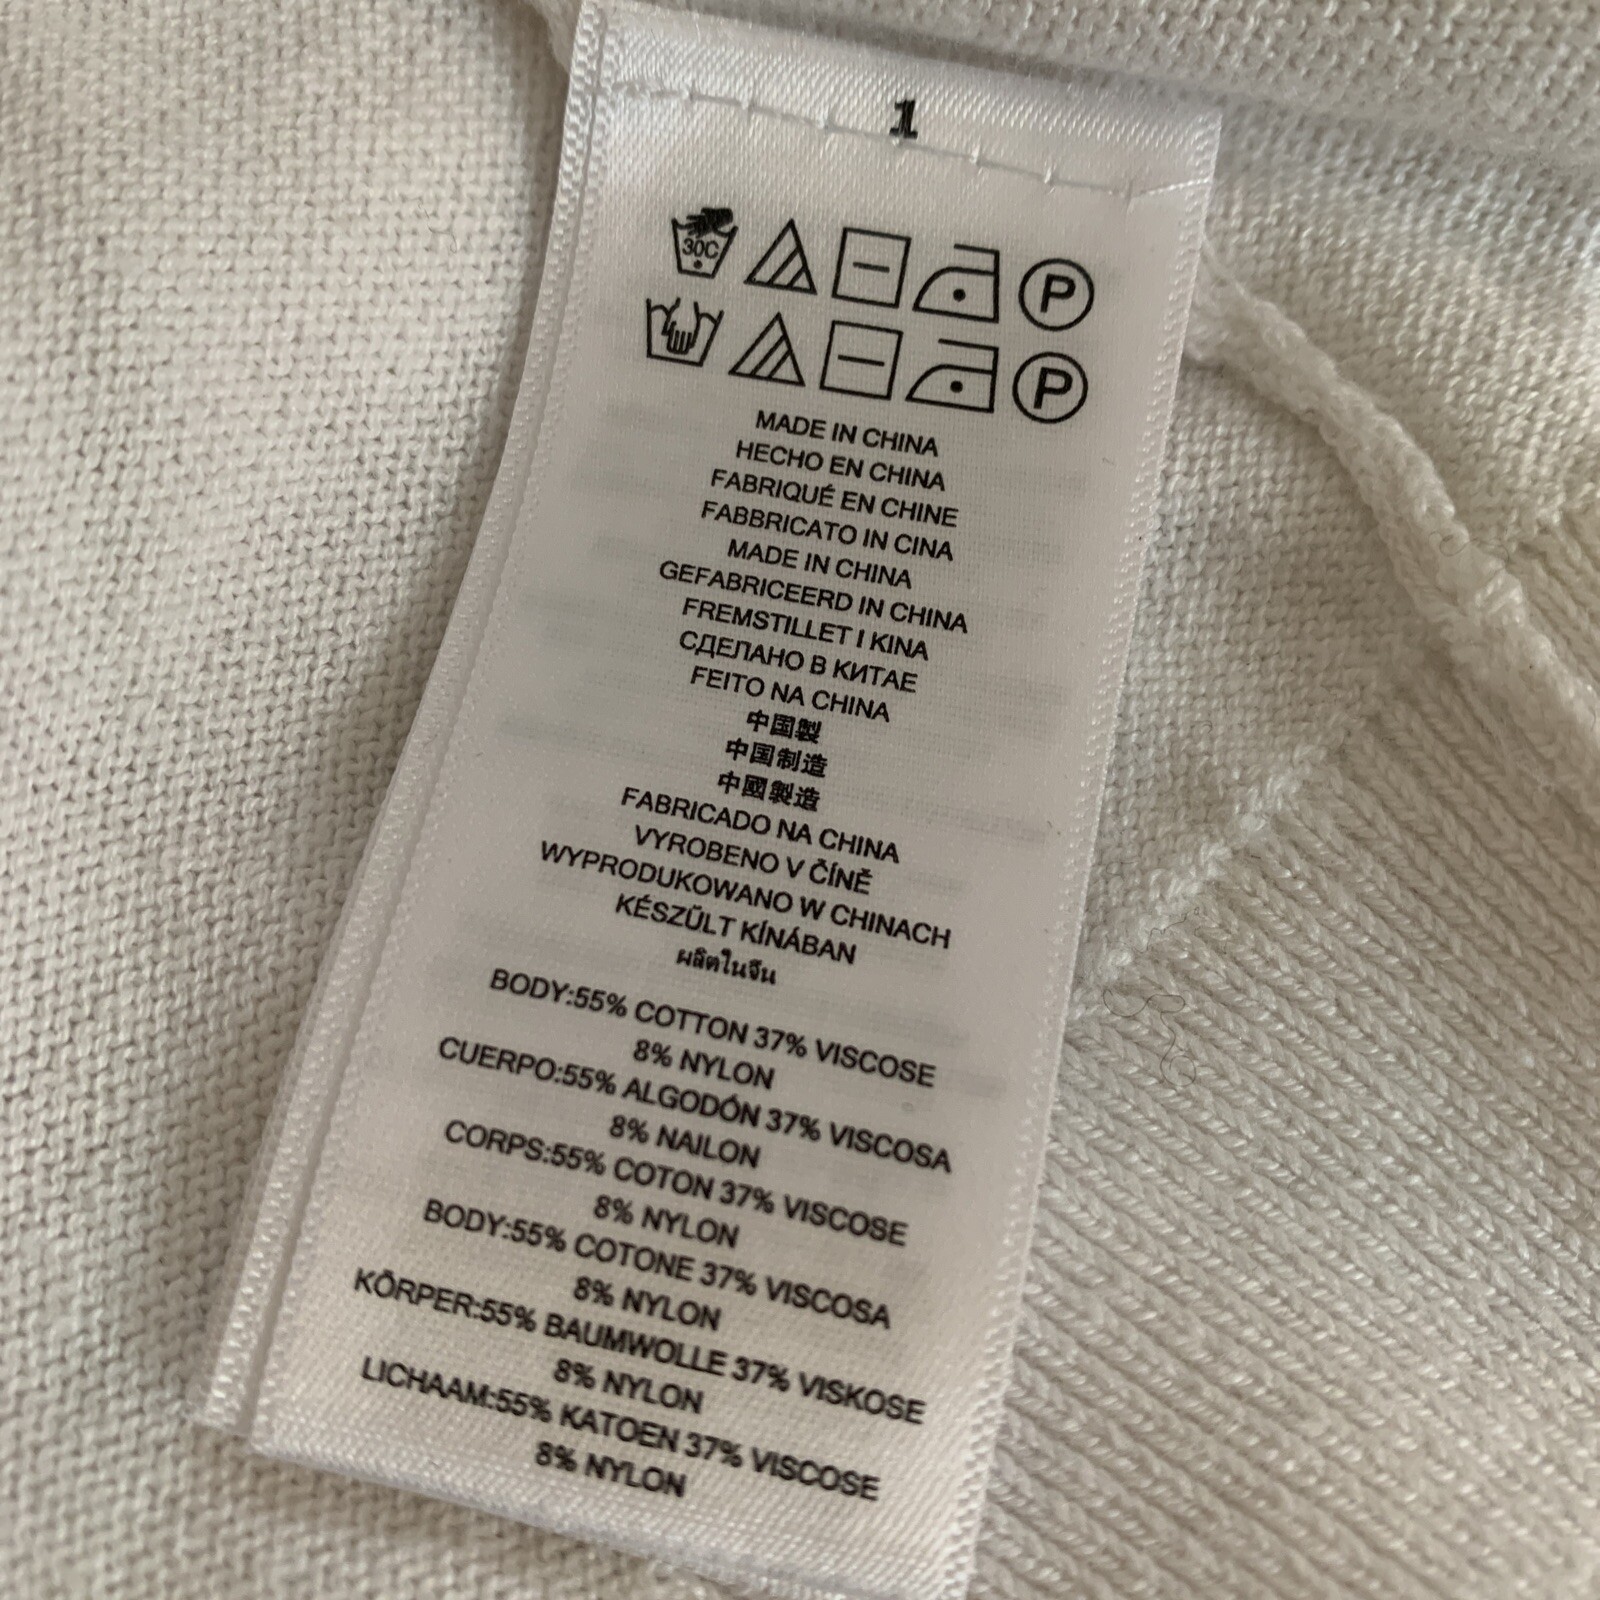 1
30C
P
P
MADE IN CHINA
HECHO EN CHINA
FABRIQUÉ EN CHINE
FABBRICATO IN CINA
MADE IN CHINA
GEFABRICEERD IN CHINA
FREMSTILLET I KINA
СДЕЛАНО В КИТАЕ
FEITO NA CHINA
中国製
中国制造
中國製造
FABRICADO NA CHINA
VYROBENO V ČÍNĚ
WYPRODUKOWANO W CHINACH
KÉSZÜLT KÍNÁBAN
ผลิตในจีน
BODY:55% COTTON 37% VISCOSE
8% NYLON
CUERPO:55% ALGODÓN 37% VISCOSA
8% NAILON
CORPS:55% COTON 37% VISCOSE
8% NYLON
BODY:55% COTONE 37% VISCOSA
8% NYLON
KÖRPER:55% BAUMWOLLE 37% VISKOSE
8% NYLON
LICHAAM:55% KATOEN 37% VISCOSE
8% NYLON